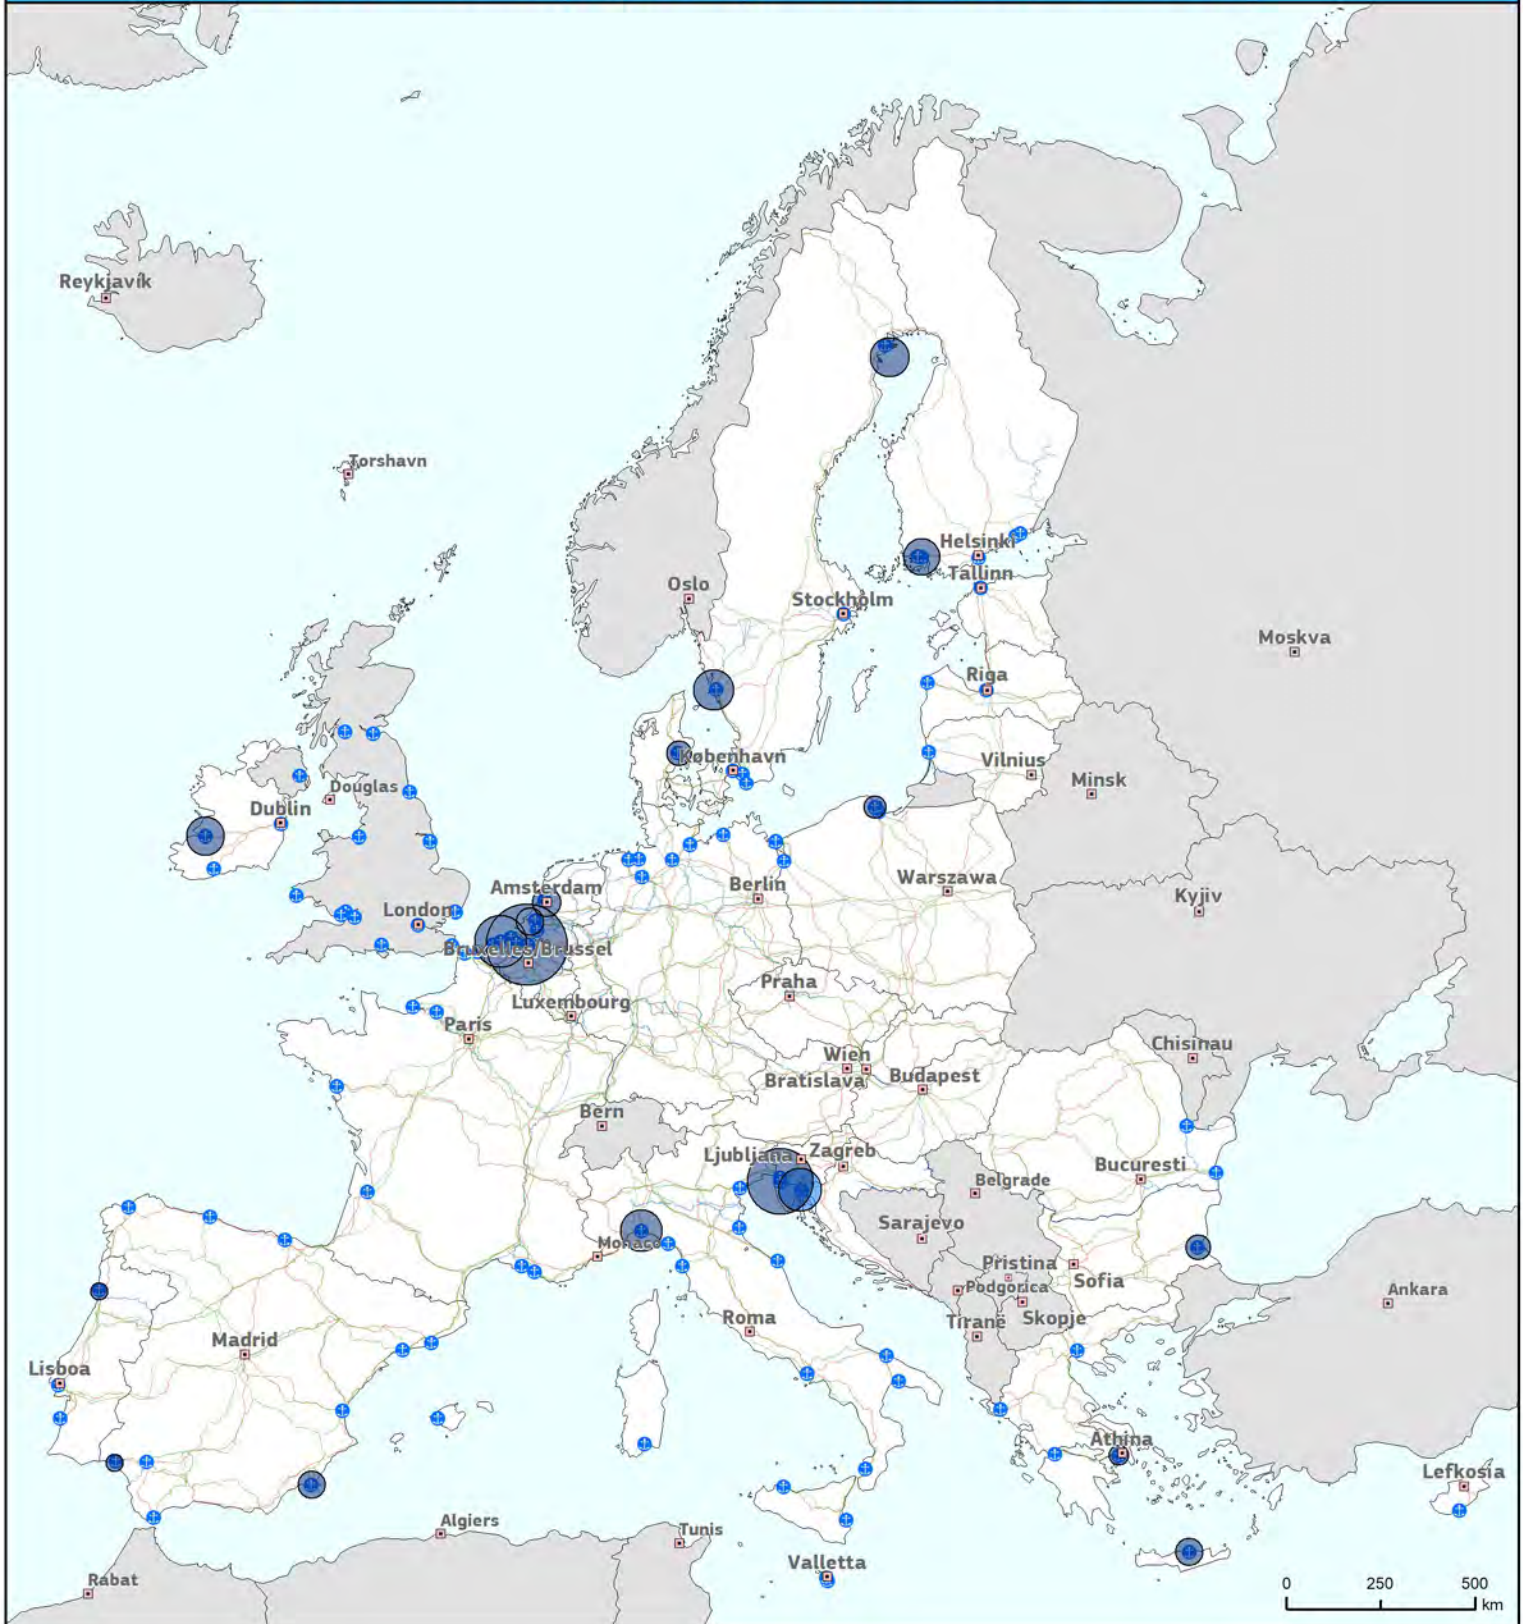 Reykjavík
Torshavn
Helsinki
Oslo
Tallinn
Stockholm
Moskva
Riga
København
Vilnius
Minsk
Douglas
Dublin
Amsterdam
Berlin
Warszawa
Kyjiv
London
Bruxelles/Brussel
Praha
Luxembourg
Paris
Chisinau
Wien
Bratislava
Budapest
Bern
Ljubljana
Zagreb
Bucuresti
Belgrade
Sarajevo
Monaco
Pristina
Sofia
Podgorica
Ankara
Roma
Tiranë
Skopje
Madrid
Lisboa
Athina
Lefkosia
Algiers
Tunis
Valletta
Rabat
0 250 500
km